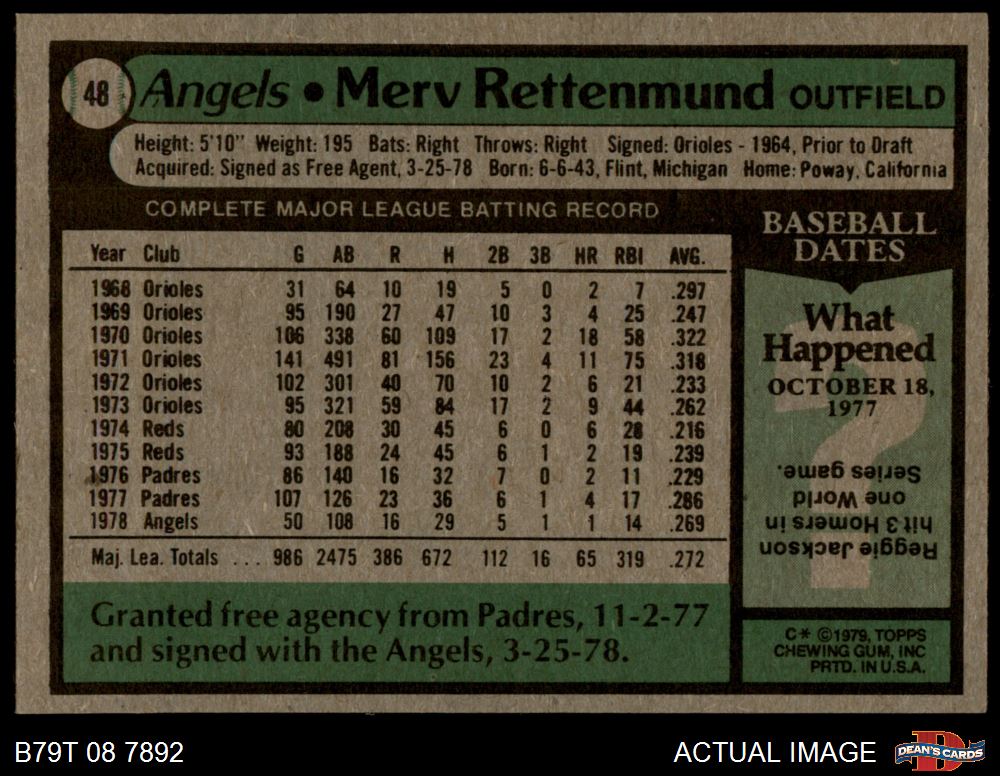 48 Angels • Merv Rettenmund OUTFIELD
Height: 5'10" Weight: 195 Bats: Right Throws: Right Signed: Orioles - 1964, Prior to Draft
Acquired: Signed as Free Agent, 3-25-78 Born: 6-6-43, Flint, Michigan Home: Poway, California
COMPLETE MAJOR LEAGUE BATTING RECORD
Year Club G AB R H 2B 3B HR RBI AVG.
1968 Orioles 31 64 10 19 5 0 2 7 .297
1969 Orioles 95 190 27 47 10 3 4 25 .247
1970 Orioles 106 338 60 109 17 2 18 58 .322
1971 Orioles 141 491 81 156 23 4 11 75 .318
1972 Orioles 102 301 40 70 10 2 6 21 .233
1973 Orioles 95 321 59 84 17 2 9 44 .262
1974 Reds 80 208 30 45 6 0 6 28 .216
1975 Reds 93 188 24 45 6 1 2 19 .239
1976 Padres 86 140 16 32 7 0 2 11 .229
1977 Padres 107 126 23 36 6 1 4 17 .286
1978 Angels 50 108 16 29 5 1 1 14 .269
Maj. Lea. Totals ... 986 2475 386 672 112 16 65 319 .272
Granted free agency from Padres, 11-2-77
and signed with the Angels, 3-25-78.
BASEBALL
DATES
What
Happened
OCTOBER 18,
1977
Reggie Jackson
hit 3 Homers in
one World
Series game.
C* ©1979, TOPPS
CHEWING GUM, INC
PRTD. IN U.S.A.
B79T 08 7892
ACTUAL IMAGE
DEAN'S CARDS